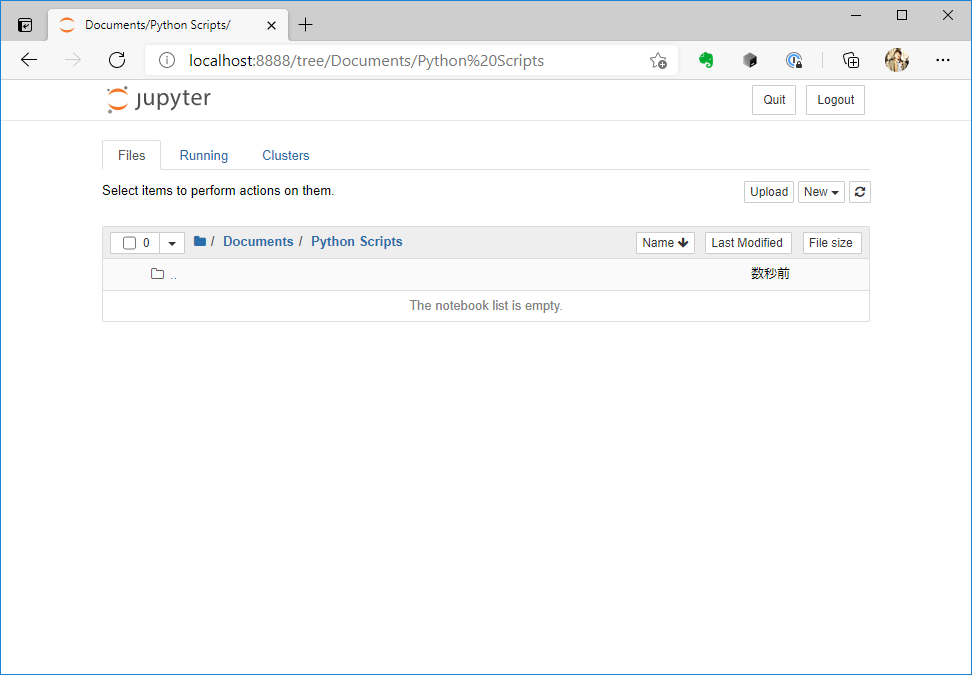 Documents/Python Scripts/
localhost:8888/tree/Documents/Python%20Scripts
jupyter
Quit
Logout
Files
Running
Clusters
Select items to perform actions on them.
Upload
New
0
/ Documents / Python Scripts
Name
Last Modified
File size
..
数秒前
The notebook list is empty.